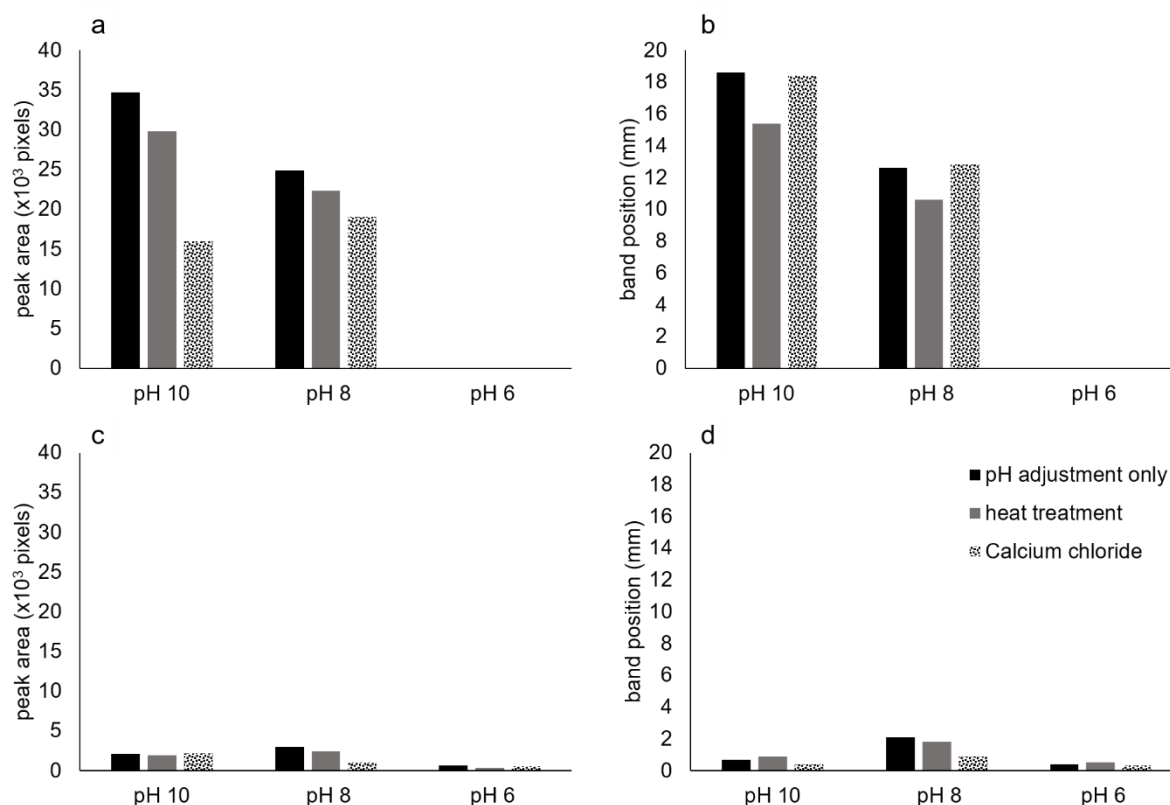 a
40
35
30
25
20
15
10
5
0
peak area (x10³ pixels)
pH 10 pH 8 pH 6
b
20
18
16
14
12
10
8
6
4
2
0
band position (mm)
pH 10 pH 8 pH 6
c
40
35
30
25
20
15
10
5
0
peak area (x10³ pixels)
pH 10 pH 8 pH 6
d
20
18
16
14
12
10
8
6
4
2
0
band position (mm)
pH adjustment only
heat treatment
Calcium chloride
pH 10 pH 8 pH 6